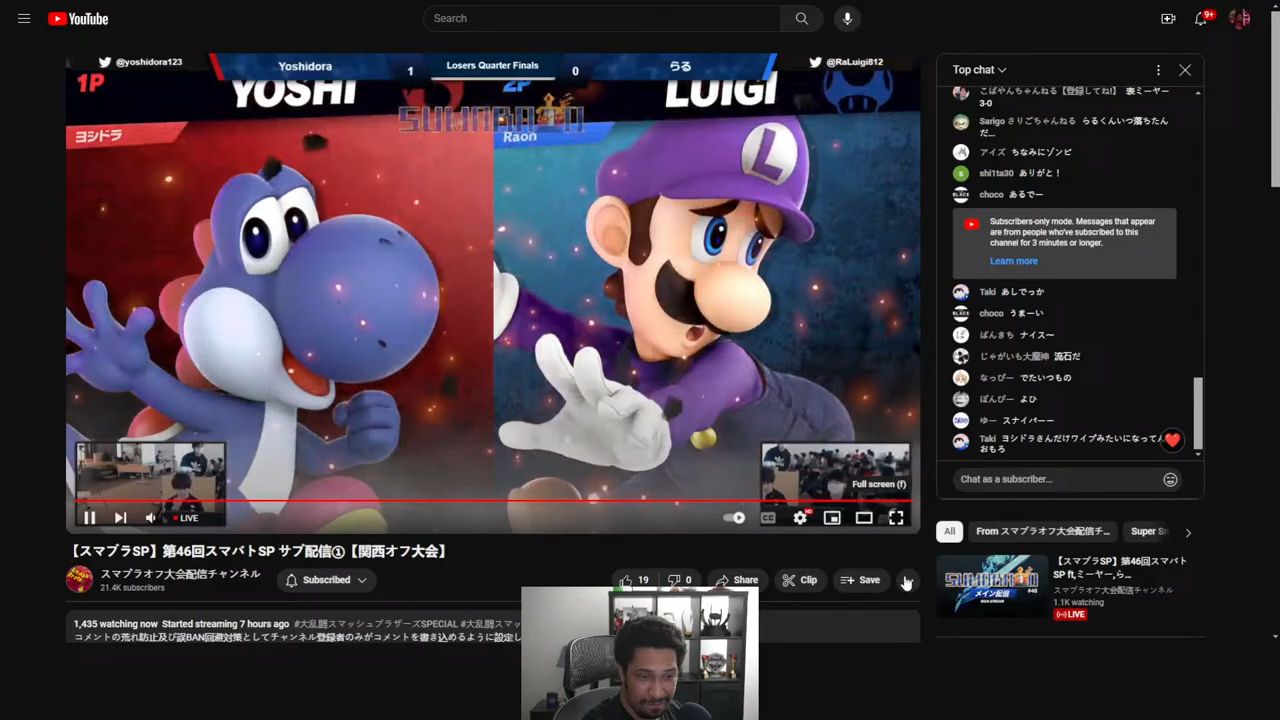 YouTube
Search
9+
@yoshidora123
Yoshidora
1
Losers Quarter Finals
0
らる
@RaLuigi812
1P
YOSHI
2P
LUIGI
SUMABATO
ヨシドラ
Raon
Full screen (f)
LIVE
CC
HD
Top chat
こばやんちゃんねる【登録してね!】 裏ミーヤー
3-0
Sarigo さりごちゃんねる らるくんいつ落ちたん
だ...
アイズ ちなみにゾンビ
shi1ta30 ありがと!
choco あるでー
Subscribers-only mode. Messages that appear
are from people who've subscribed to this
channel for 3 minutes or longer.
Learn more
Taki あしでっか
choco うまーい
ばんきち ナイス〜
じゃがいも大魔神 流石だ
なっぴー でたいつもの
ぽんぴー よひ
ゆー スナイパーー
Taki ヨシドラさんだけワイプみたいになってん
おもろ
Chat as a subscriber...
【スマブラSP】第46回スマバトSP サブ配信①【関西オフ大会】
スマブラオフ大会配信チャンネル
21.4K subscribers
Subscribed
19
0
Share
Clip
Save
1,435 watching now Started streaming 7 hours ago #大乱闘スマッシュブラザーズSPECIAL #大乱闘スマ
コメントの荒れ防止及び誤BAN回避対策としてチャンネル登録者のみがコメントを書き込めるように設定し
All
From スマブラオフ大会配信チ...
Super Sm
【スマブラSP】第46回スマバト
SP ft,ミーヤー,ら...
スマブラオフ大会配信チャンネル
1.1K watching
LIVE
SUMABATO
メイン配信
#46
MAIN STREAM